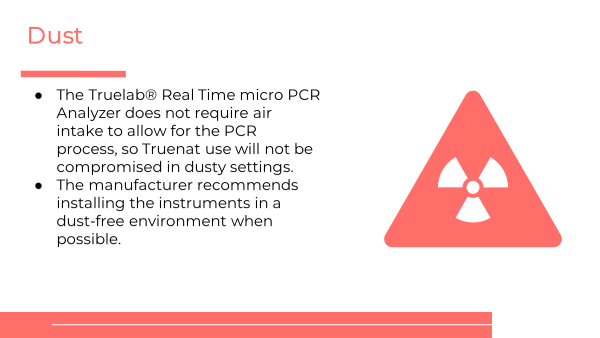 Dust
● The Truelab® Real Time micro PCR
Analyzer does not require air
intake to allow for the PCR
process, so Truenat use will not be
compromised in dusty settings.
● The manufacturer recommends
installing the instruments in a
dust-free environment when
possible.